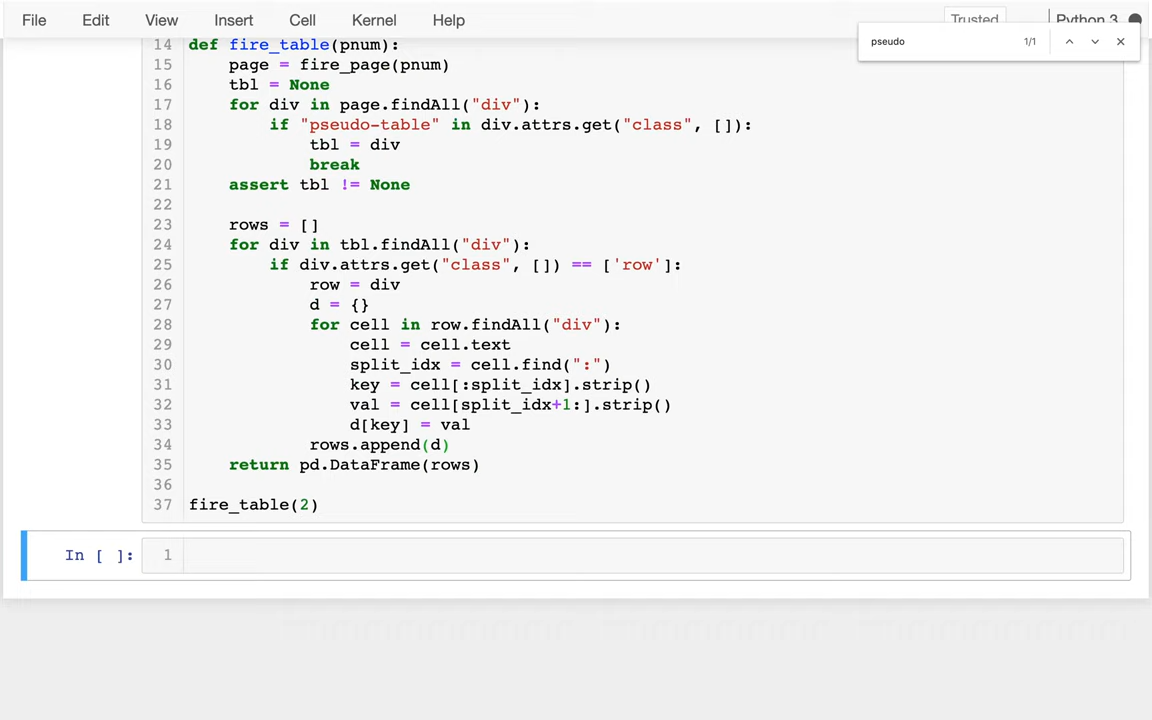 File Edit View Insert Cell Kernel Help Trusted Python 3
pseudo 1/1
14 def fire_table(pnum):
15     page = fire_page(pnum)
16     tbl = None
17     for div in page.findAll("div"):
18         if "pseudo-table" in div.attrs.get("class", []):
19             tbl = div
20             break
21     assert tbl != None
22
23     rows = []
24     for div in tbl.findAll("div"):
25         if div.attrs.get("class", []) == ['row']:
26             row = div
27             d = {}
28             for cell in row.findAll("div"):
29                 cell = cell.text
30                 split_idx = cell.find(":")
31                 key = cell[:split_idx].strip()
32                 val = cell[split_idx+1:].strip()
33                 d[key] = val
34             rows.append(d)
35     return pd.DataFrame(rows)
36
37 fire_table(2)
In [ ]: 1